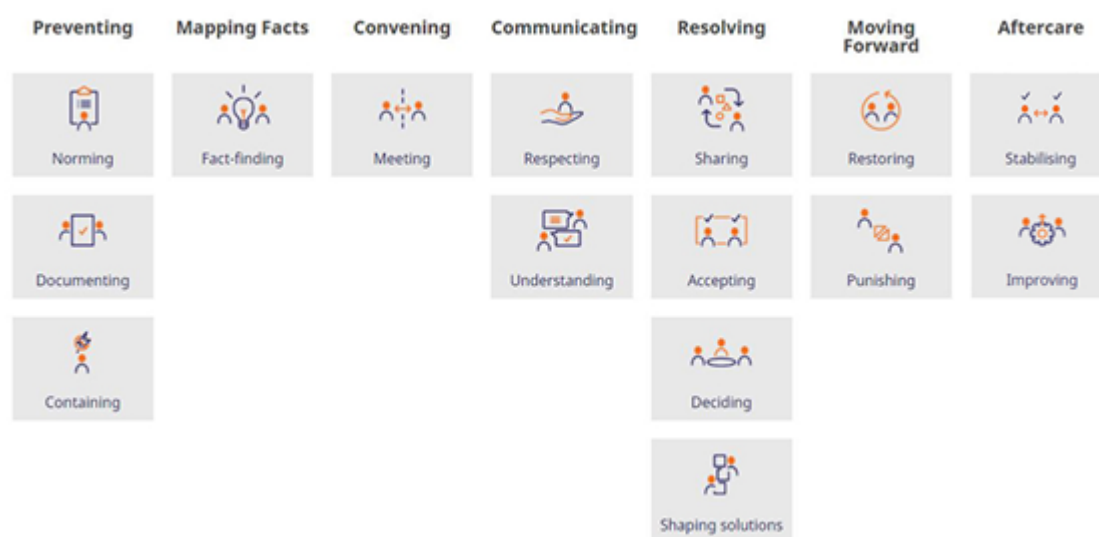 Preventing
Mapping Facts
Convening
Communicating
Resolving
Moving
Forward
Aftercare
Norming
Fact-finding
Meeting
Respecting
Sharing
Restoring
Stabilising
Documenting
Understanding
Accepting
Punishing
Improving
Containing
Deciding
Shaping solutions